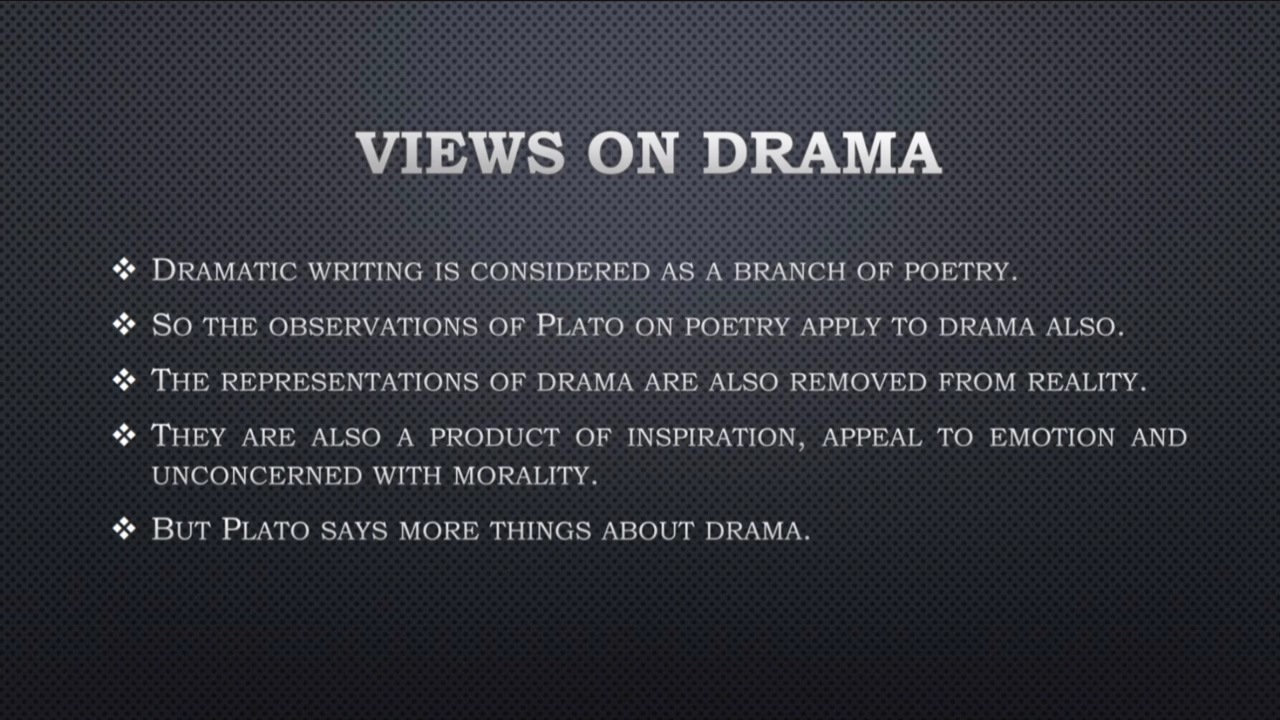 VIEWS ON DRAMA
❖ DRAMATIC WRITING IS CONSIDERED AS A BRANCH OF POETRY.
❖ SO THE OBSERVATIONS OF PLATO ON POETRY APPLY TO DRAMA ALSO.
❖ THE REPRESENTATIONS OF DRAMA ARE ALSO REMOVED FROM REALITY.
❖ THEY ARE ALSO A PRODUCT OF INSPIRATION, APPEAL TO EMOTION AND
UNCONCERNED WITH MORALITY.
❖ BUT PLATO SAYS MORE THINGS ABOUT DRAMA.